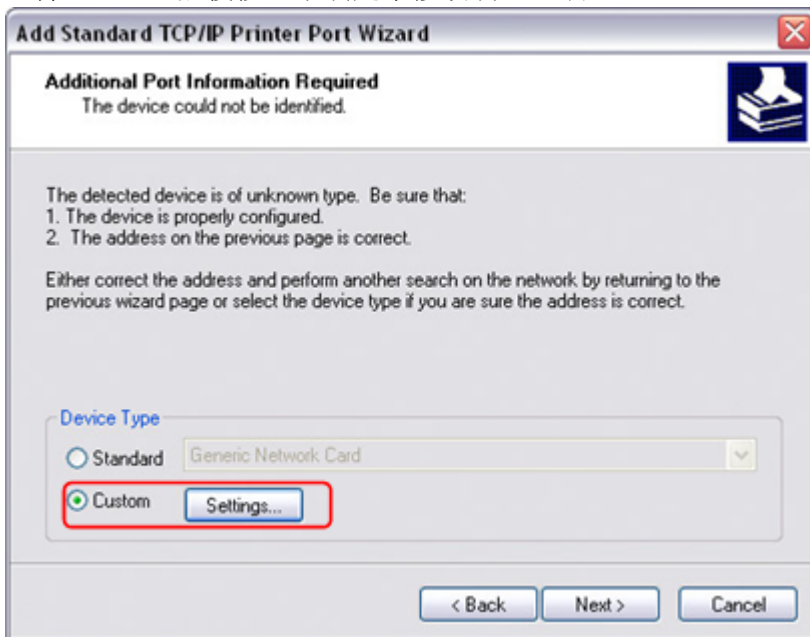 Add Standard TCP/IP Printer Port Wizard
Additional Port Information Required
The device could not be identified.
The detected device is of unknown type. Be sure that:
1. The device is properly configured.
2. The address on the previous page is correct.
Either correct the address and perform another search on the network by returning to the
previous wizard page or select the device type if you are sure the address is correct.
Device Type
Standard Generic Network Card
Custom Settings...
< Back Next > Cancel